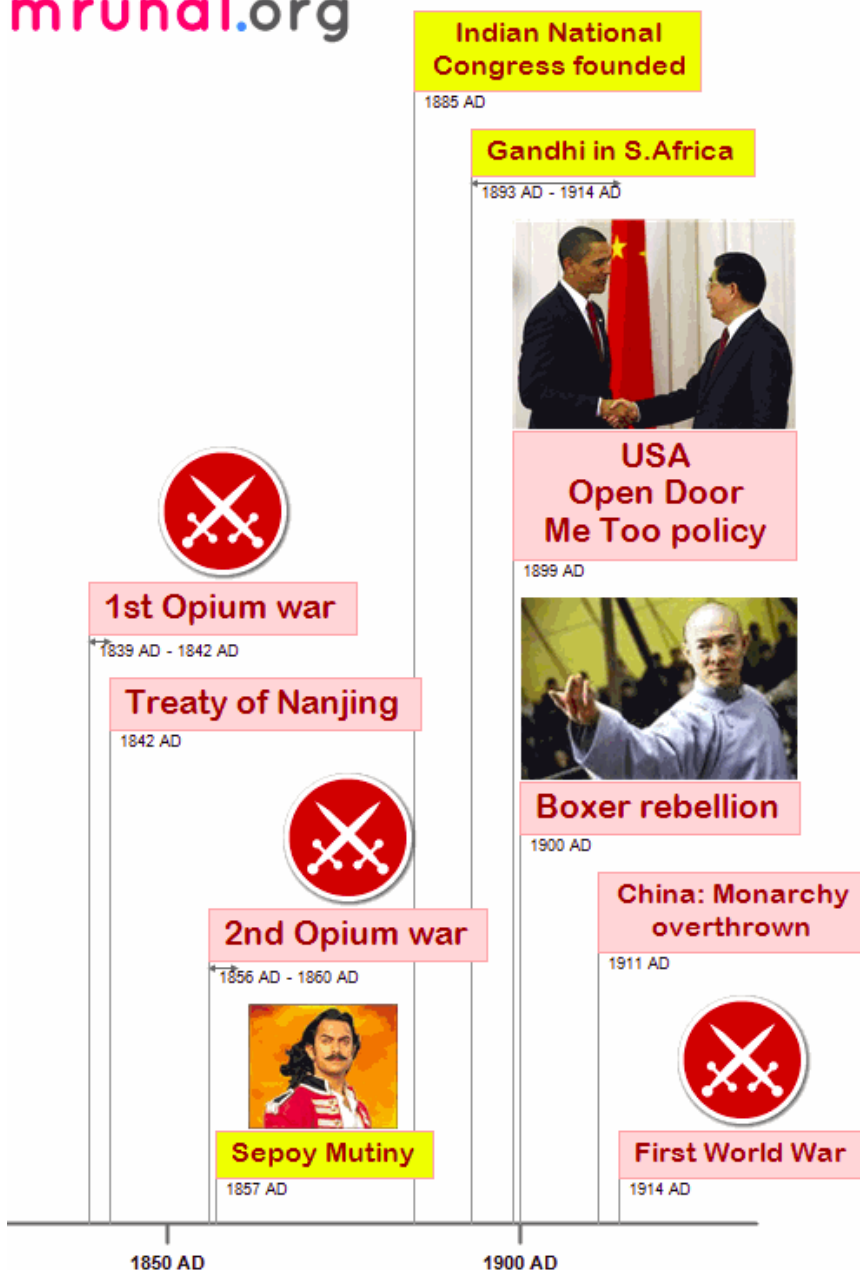 mrunal.org
Indian National
Congress founded
1885 AD
Gandhi in S.Africa
1893 AD - 1914 AD
USA
Open Door
Me Too policy
1899 AD
1st Opium war
1839 AD - 1842 AD
Treaty of Nanjing
1842 AD
Boxer rebellion
1900 AD
2nd Opium war
1856 AD - 1860 AD
China: Monarchy
overthrown
1911 AD
Sepoy Mutiny
1857 AD
First World War
1914 AD
1850 AD
1900 AD